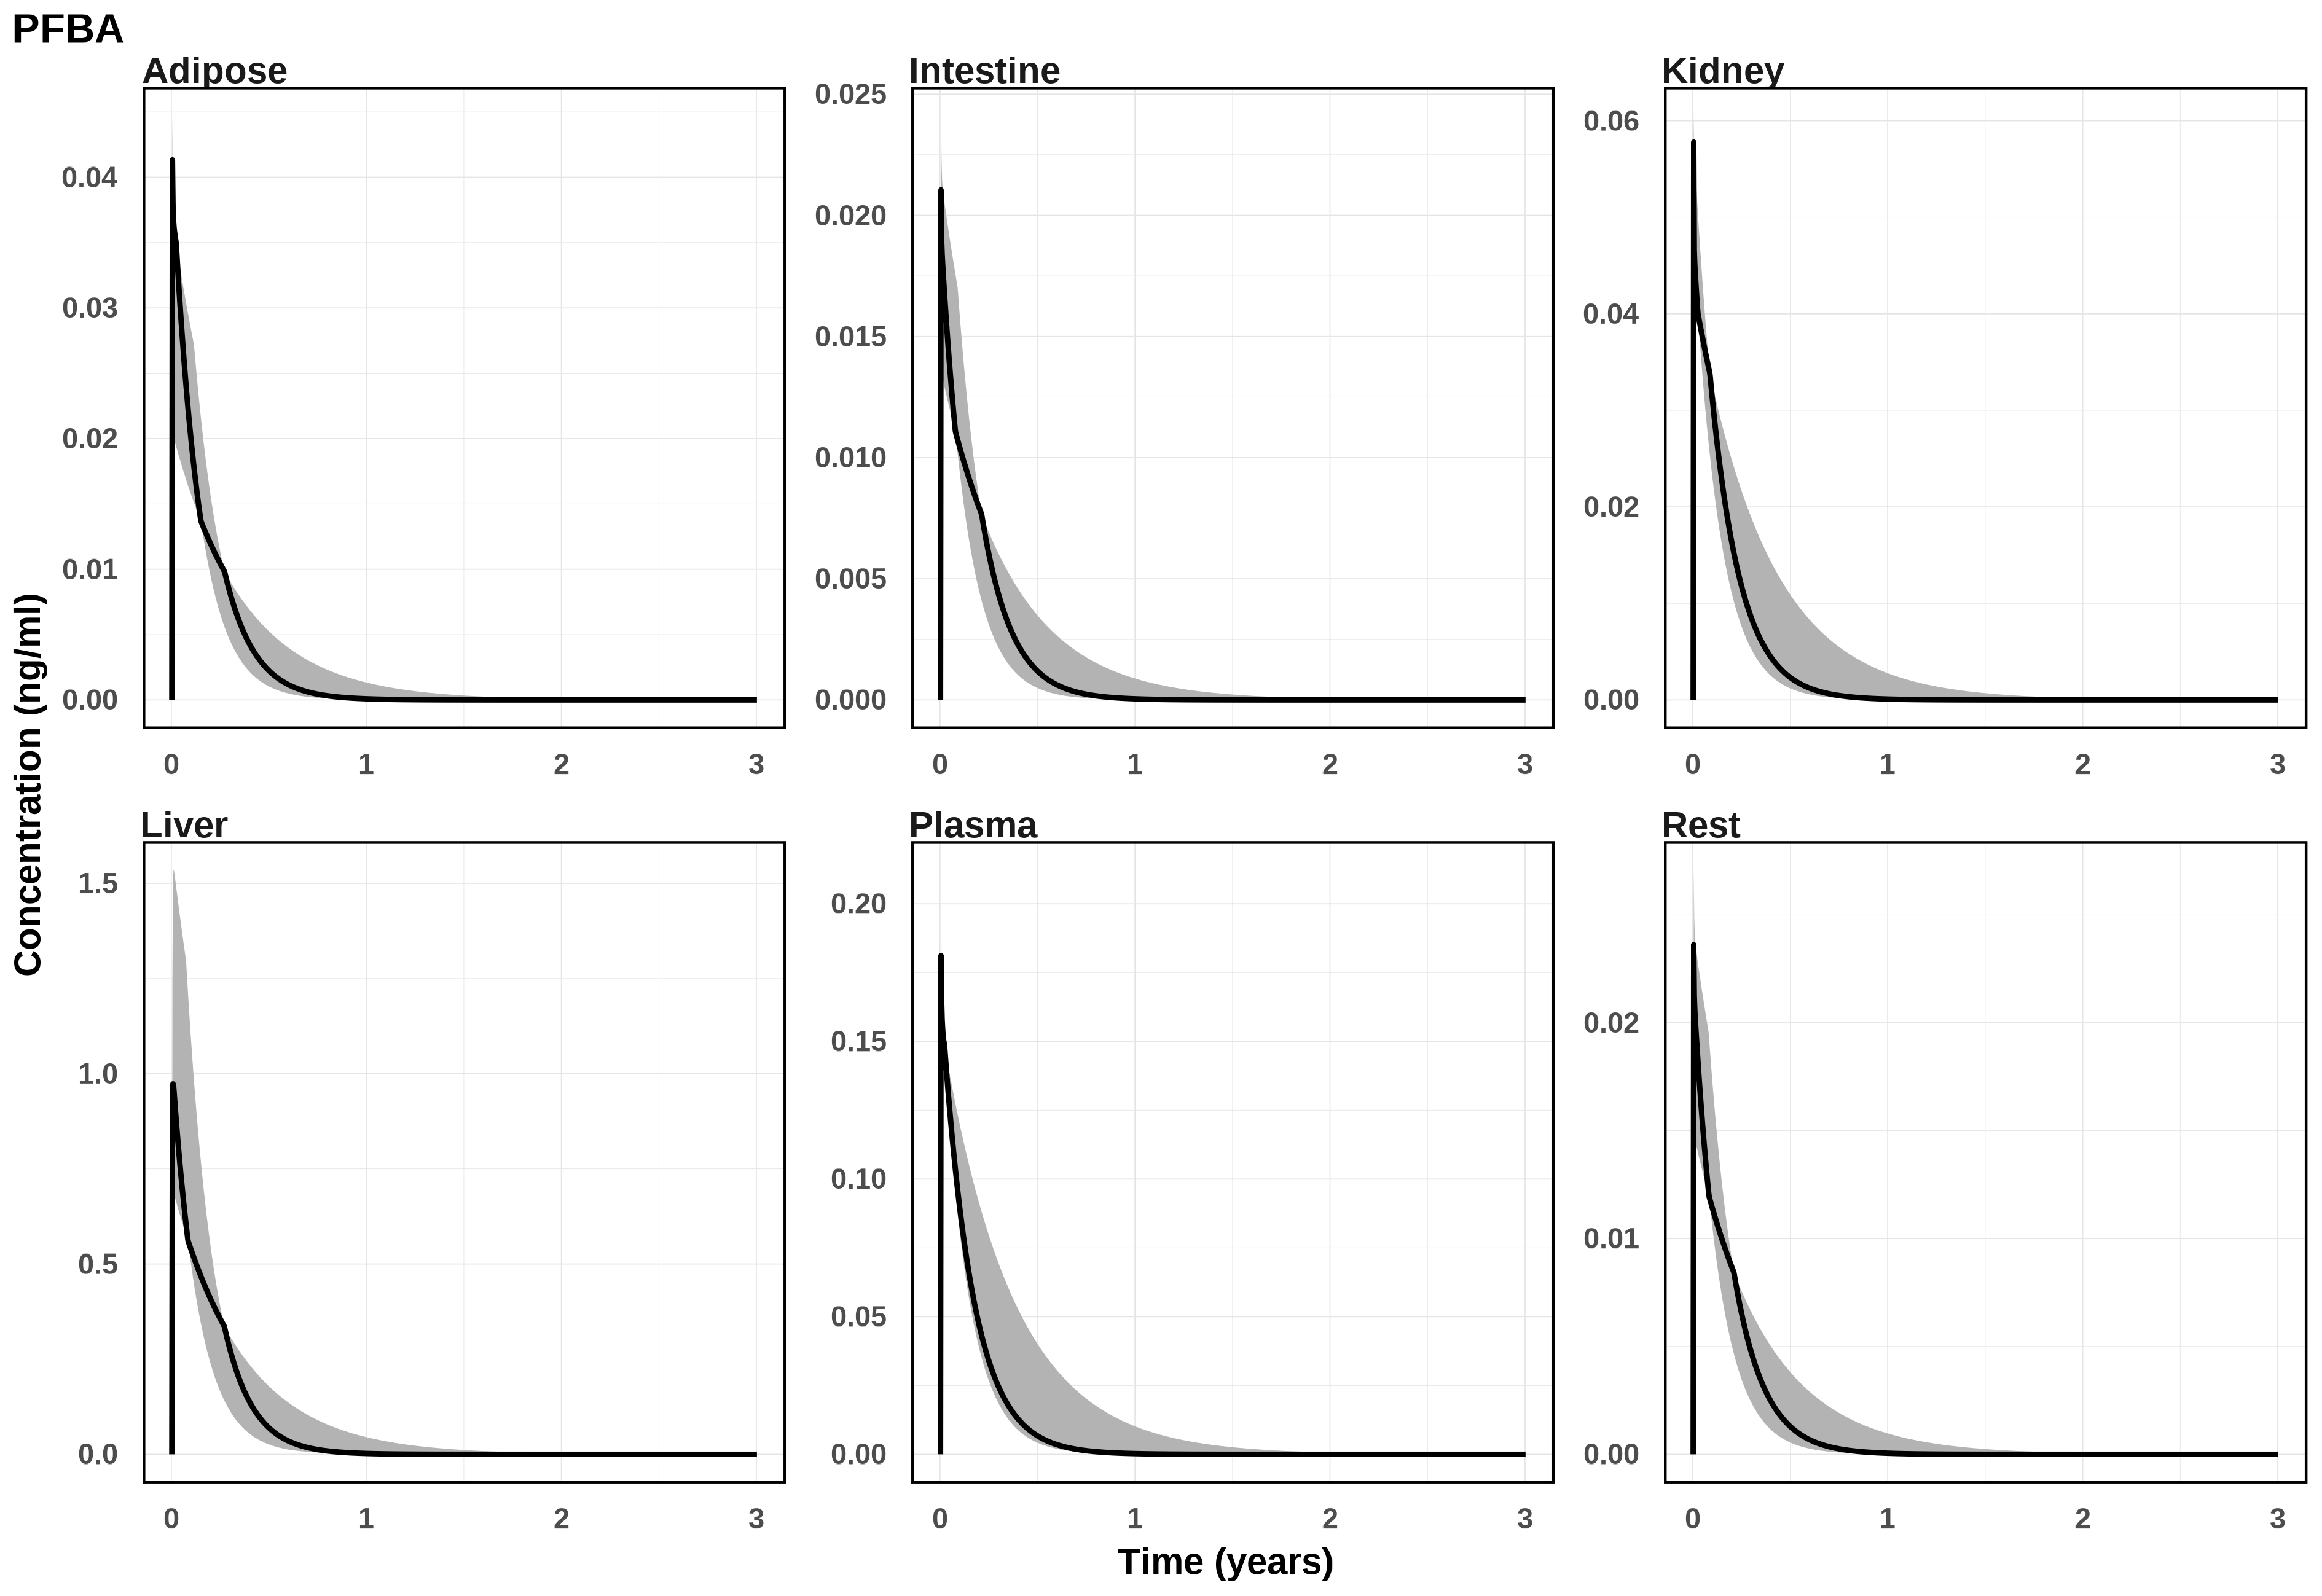 PFBA
Adipose
Intestine
Kidney
0.04
0.03
0.02
0.01
0.00
0.025
0.020
0.015
0.010
0.005
0.000
0.06
0.04
0.02
0.00
0 1 2 3
0 1 2 3
0 1 2 3
Concentration (ng/ml)
Liver
Plasma
Rest
1.5
1.0
0.5
0.0
0.20
0.15
0.10
0.05
0.00
0.02
0.01
0.00
0 1 2 3
0 1 2 3
0 1 2 3
Time (years)